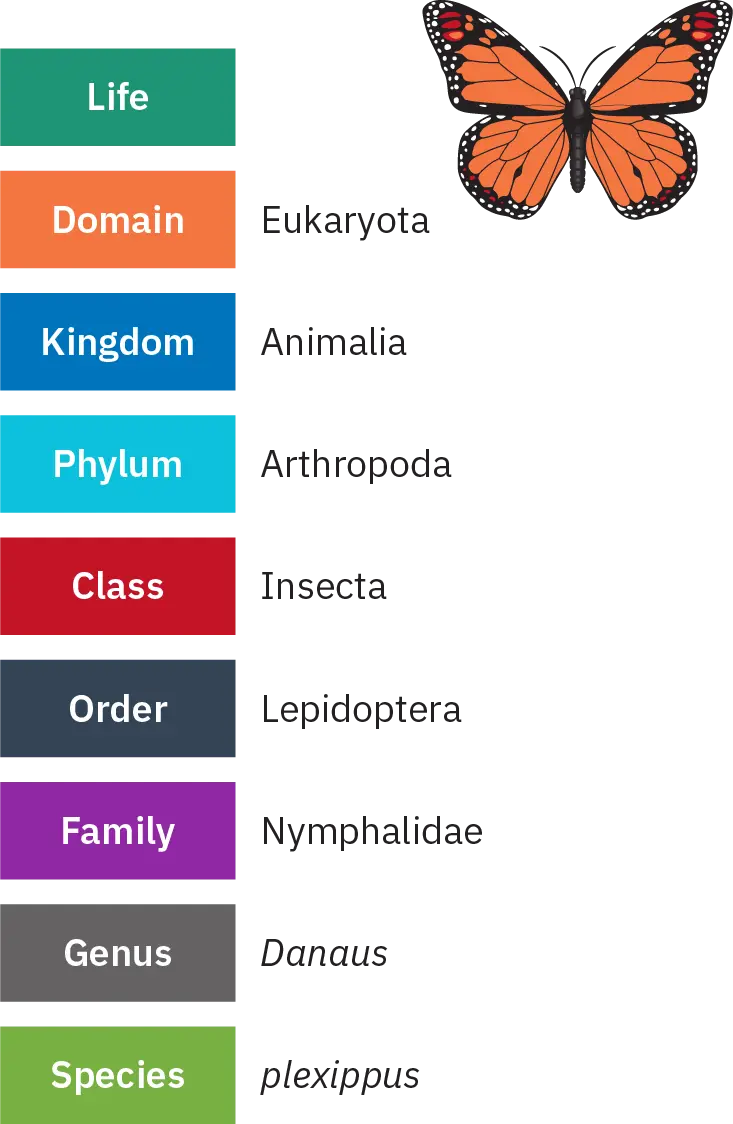 Life
Domain Eukaryota
Kingdom Animalia
Phylum Arthropoda
Class Insecta
Order Lepidoptera
Family Nymphalidae
Genus Danaus
Species plexippus